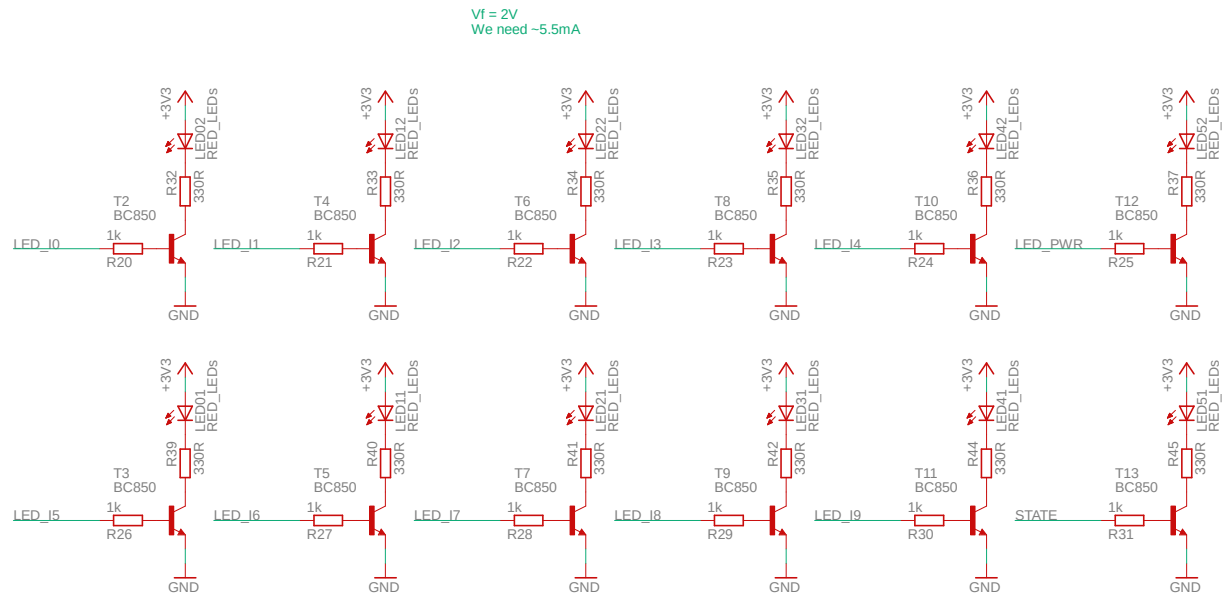 Vf = 2V
We need ~5.5mA
+3V3
LED02
RED_LEDs
R32
330R
T2
BC850
LED_I0
1k
R20
GND
+3V3
LED12
RED_LEDs
R33
330R
T4
BC850
LED_I1
1k
R21
GND
+3V3
LED22
RED_LEDs
R34
330R
T6
BC850
LED_I2
1k
R22
GND
+3V3
LED32
RED_LEDs
R35
330R
T8
BC850
LED_I3
1k
R23
GND
+3V3
LED42
RED_LEDs
R36
330R
T10
BC850
LED_I4
1k
R24
GND
+3V3
LED52
RED_LEDs
R37
330R
T12
BC850
LED_PWR
1k
R25
GND
+3V3
LED01
RED_LEDs
R39
330R
T3
BC850
LED_I5
1k
R26
GND
+3V3
LED11
RED_LEDs
R40
330R
T5
BC850
LED_I6
1k
R27
GND
+3V3
LED21
RED_LEDs
R41
330R
T7
BC850
LED_I7
1k
R28
GND
+3V3
LED31
RED_LEDs
R42
330R
T9
BC850
LED_I8
1k
R29
GND
+3V3
LED41
RED_LEDs
R44
330R
T11
BC850
LED_I9
1k
R30
GND
+3V3
LED51
RED_LEDs
R45
330R
T13
BC850
STATE
1k
R31
GND